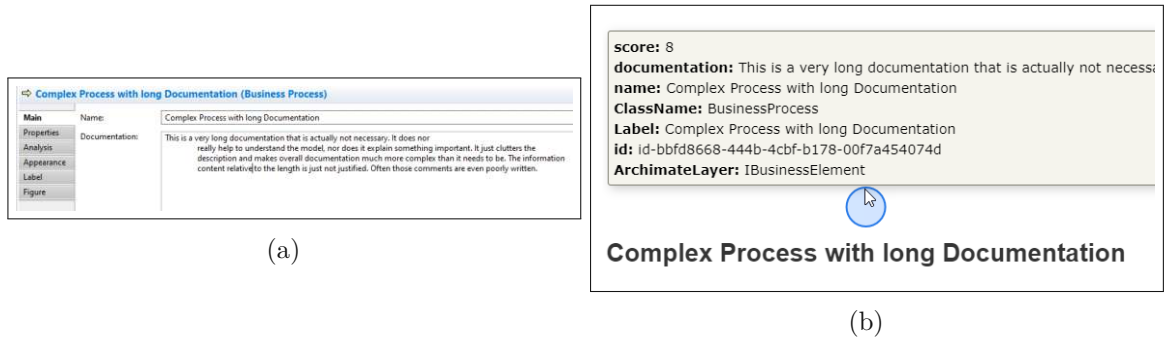 Complex Process with long Documentation (Business Process)
Main
Properties
Analysis
Appearance
Label
Figure
Name:
Complex Process with long Documentation
Documentation:
This is a very long documentation that is actually not necessary. It does nor
really help to understand the model, nor does it explain something important. It just clutters the
description and makes overall documentation much more complex than it needs to be. The information
content relative to the length is just not justified. Often those comments are even poorly written.
(a)
score: 8
documentation: This is a very long documentation that is actually not necessa
name: Complex Process with long Documentation
ClassName: BusinessProcess
Label: Complex Process with long Documentation
id: id-bbfd8668-444b-4cbf-b178-00f7a454074d
ArchimateLayer: IBusinessElement
Complex Process with long Documentation
(b)